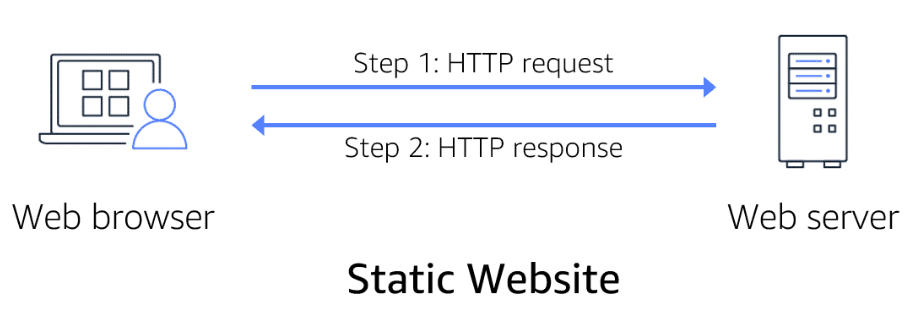 Step 1: HTTP request
Step 2: HTTP response
Web browser
Web server
Static Website